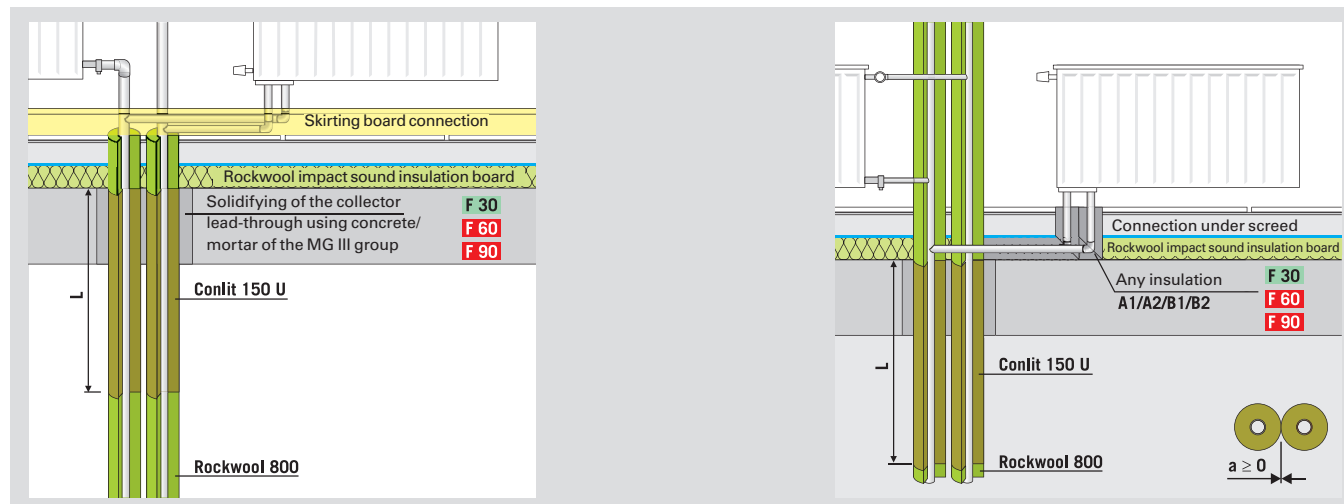 Skirting board connection
Rockwool impact sound insulation board
Solidifying of the collector
lead-through using concrete/
mortar of the MG III group
F 30
F 60
F 90
L
Conlit 150 U
Rockwool 800
Connection under screed
Rockwool impact sound insulation board
Any insulation
A1/A2/B1/B2
F 30
F 60
F 90
L
Conlit 150 U
Rockwool 800
a ≥ 0